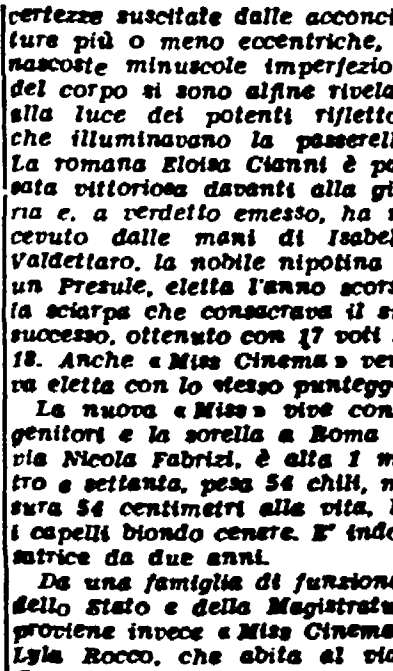 certezze suscitate dalle acconci
ture più o meno eccentriche,
nascoste minuscole imperfezio
del corpo si sono alfine rivela
alla luce dei potenti rifletto
che illuminavano la passerell
La romana Eloisa Cianni è pa
sata vittoriosa davanti alla gi
ria e, a verdetto emesso, ha r
cevuto dalle mani di Isabel
Valdettaro, la nobile nipotina
un Presule, eletta l'anno scors
la sciarpa che consacrava il s
successo, ottenuto con 17 voti
18. Anche « Miss Cinema » ve
va eletta con lo stesso puntegg
La nuova « Miss » vive con
genitori e la sorella a Roma
via Nicola Fabrizi, è alta 1 m
tro e settanta, pesa 54 chili, m
sura 54 centimetri alla vita, h
i capelli biondo cenere. E' indo
satrice da due anni.
Da una famiglia di funziona
dello Stato e della Magistratu
proviene invece « Miss Cinema
Lyla Rocco, che abita al via